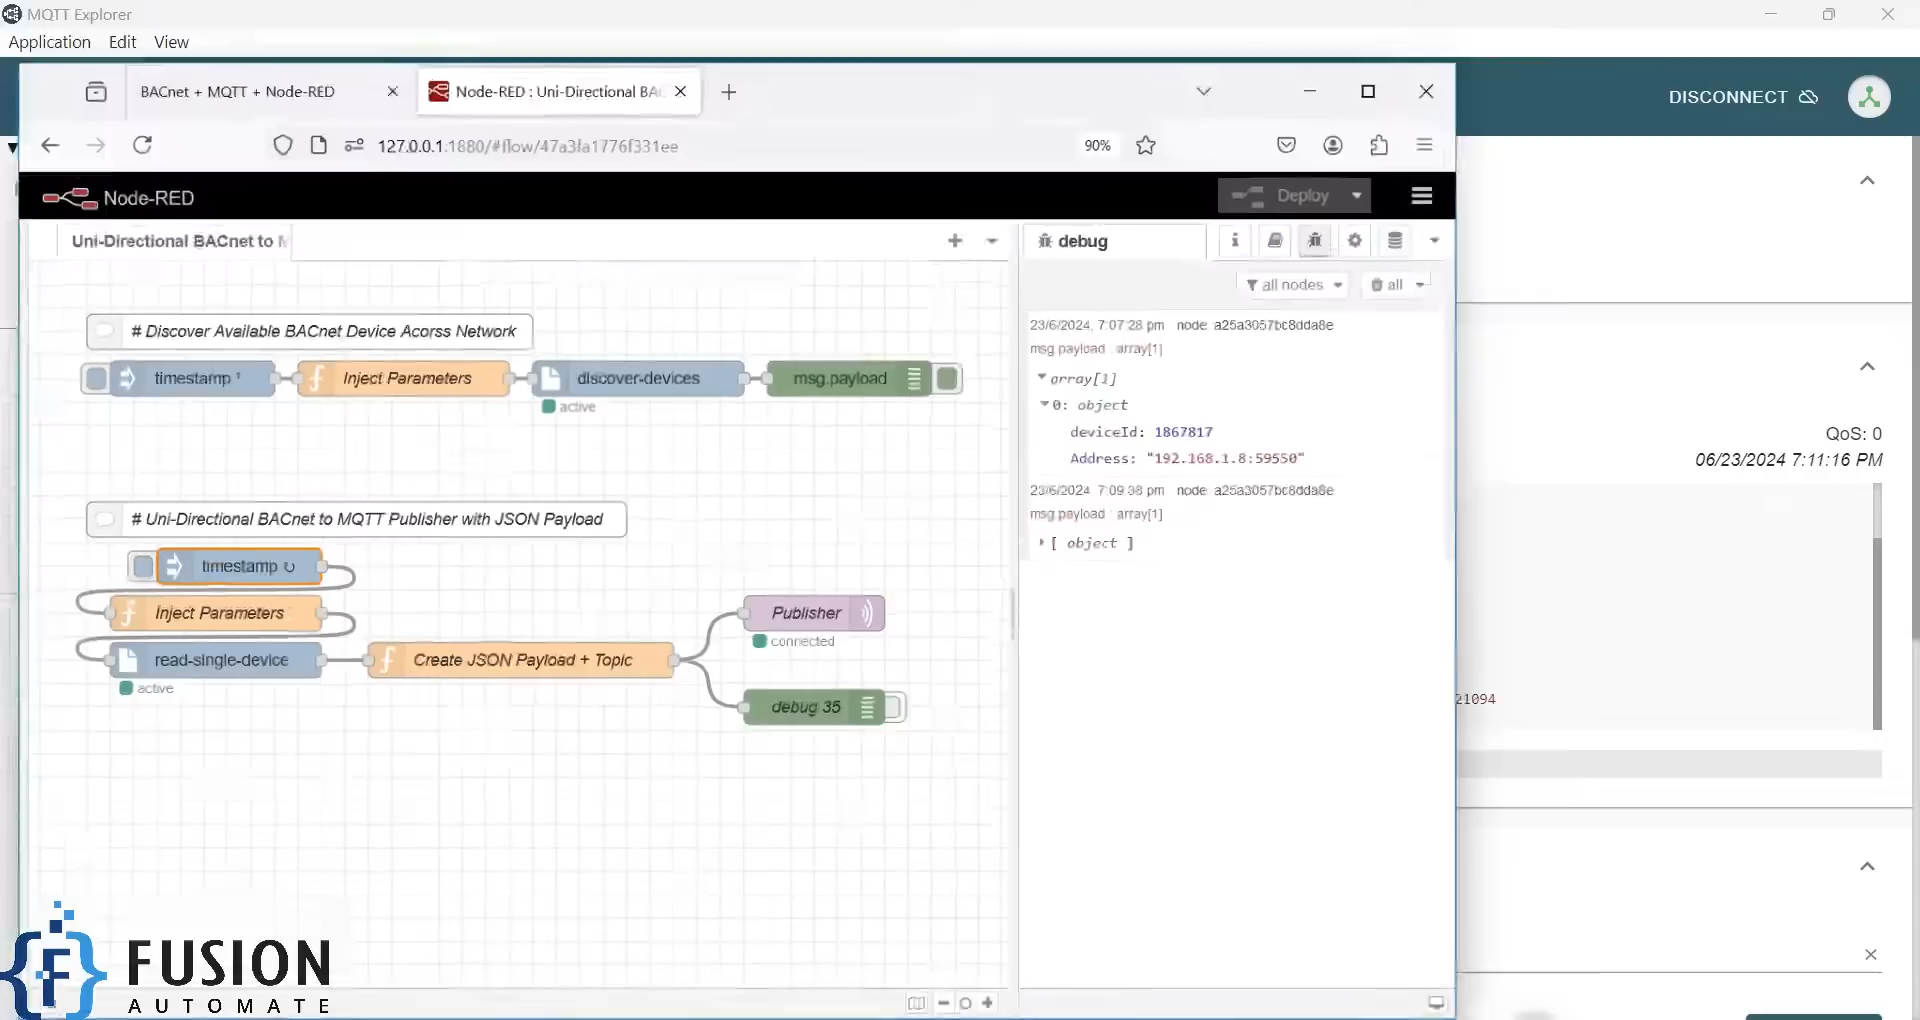 MQTT Explorer
Application Edit View
BACnet + MQTT + Node-RED
Node-RED : Uni-Directional BA
DISCONNECT
127.0.0.1:1880/#flow/47a3fa1776f331ee
90%
Node-RED
Deploy
Uni-Directional BACnet to M
debug
all nodes
all
# Discover Available BACnet Device Acorss Network
timestamp ¹
Inject Parameters
discover-devices
msg.payload
active
23/6/2024, 7:07:28 pm node: a25a3057bc8dda8e
msg.payload : array[1]
array[1]
0: object
deviceId: 1867817
Address: "192.168.1.8:59550"
23/6/2024, 7:09:38 pm node: a25a3057bc8dda8e
msg.payload : array[1]
[ object ]
QoS: 0
06/23/2024 7:11:16 PM
21094
# Uni-Directional BACnet to MQTT Publisher with JSON Payload
timestamp ↻
Inject Parameters
read-single-device
active
Create JSON Payload + Topic
Publisher
connected
debug 35
FUSION
AUTOMATE